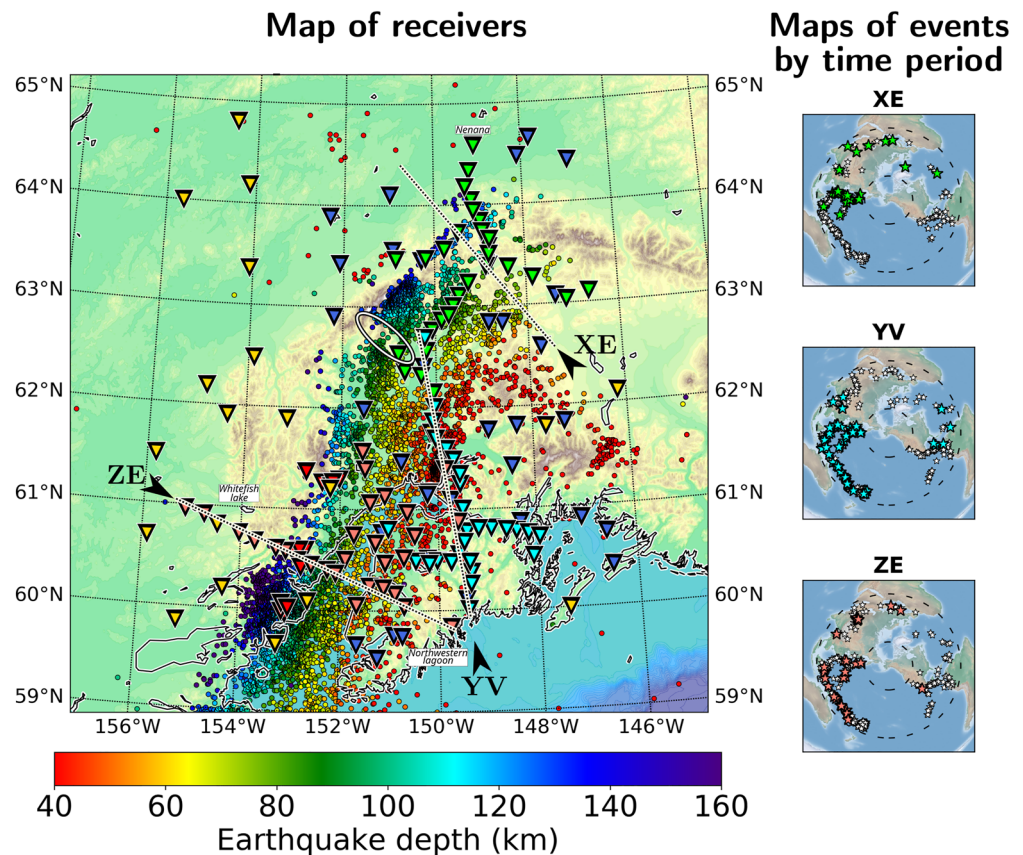 Map of receivers
Maps of events
by time period
65°N
64°N
63°N
62°N
61°N
60°N
59°N
65°N
64°N
63°N
62°N
61°N
60°N
59°N
Nenana
XE
ZE
Whitefish
lake
Northwestern
lagoon
YV
156°W
154°W
152°W
150°W
148°W
146°W
40
60
80
100
120
140
160
Earthquake depth (km)
XE
YV
ZE